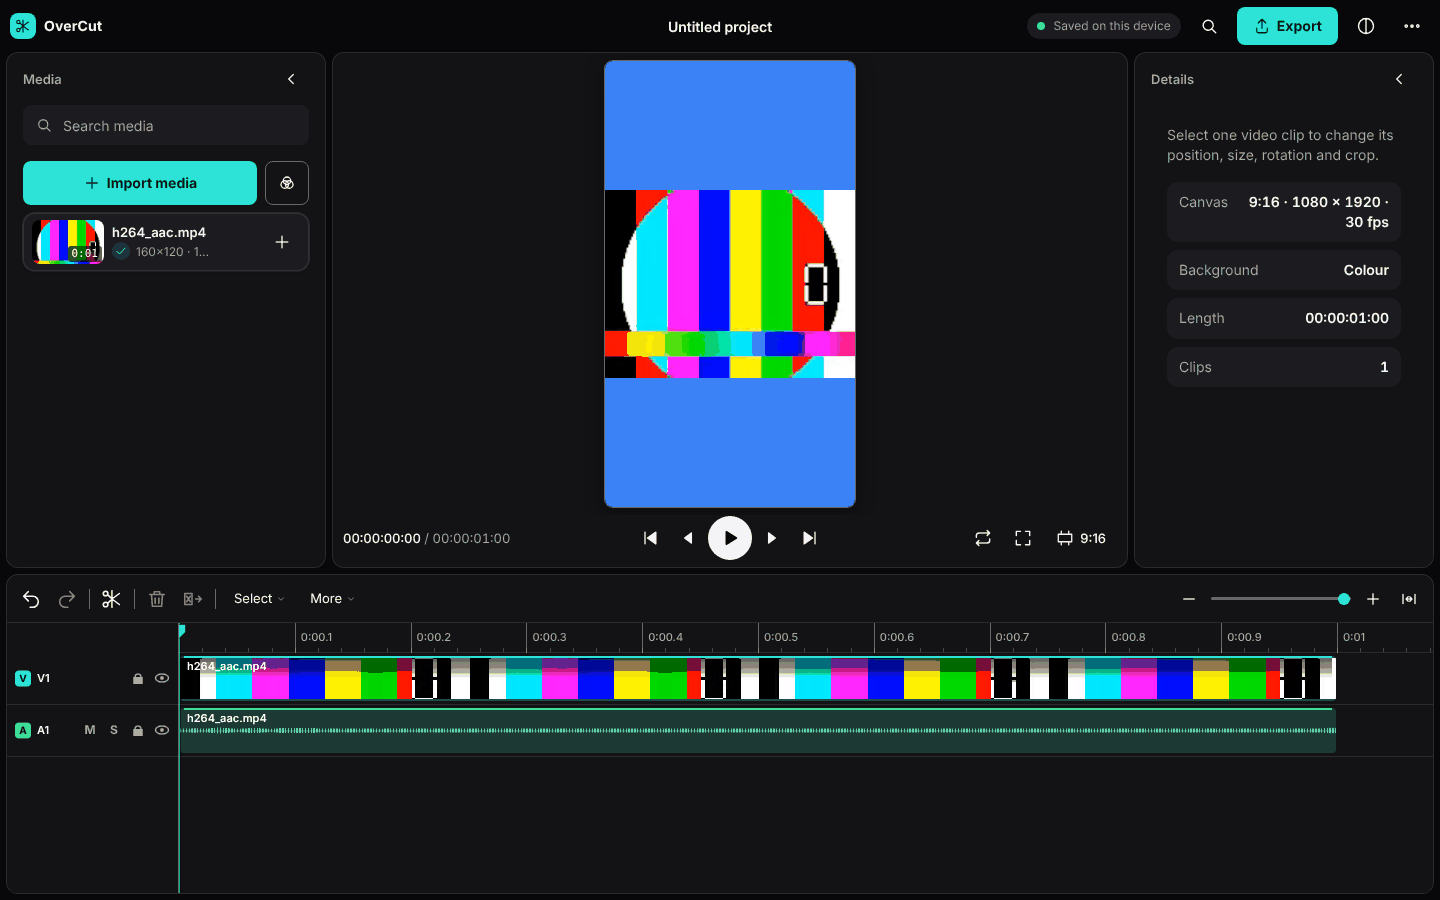 OverCut
Untitled project
Saved on this device
Export
Media
Search media
Import media
h264_aac.mp4
0:01
160×120 · 1...
00:00:00:00 / 00:00:01:00
9:16
Details
Select one video clip to change its
position, size, rotation and crop.
Canvas
9:16 · 1080 × 1920 ·
30 fps
Background
Colour
Length
00:00:01:00
Clips
1
Select
More
0:00.1
0:00.2
0:00.3
0:00.4
0:00.5
0:00.6
0:00.7
0:00.8
0:00.9
0:01
V V1
h264_aac.mp4
A A1 M S
h264_aac.mp4
0